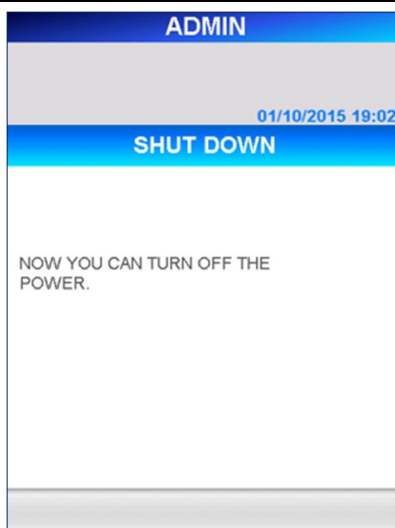 ADMIN
01/10/2015 19:02
SHUT DOWN
NOW YOU CAN TURN OFF THE
POWER.